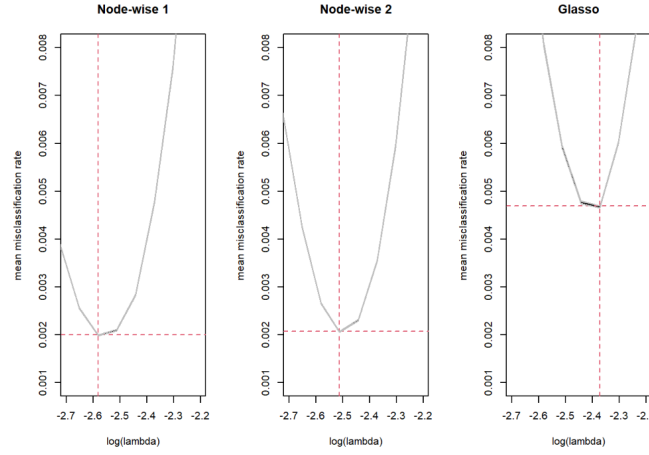 Node-wise 1
mean misclassification rate
0.008
0.007
0.006
0.005
0.004
0.003
0.002
0.001
-2.7 -2.6 -2.5 -2.4 -2.3 -2.2
log(lambda)
Node-wise 2
mean misclassification rate
0.008
0.007
0.006
0.005
0.004
0.003
0.002
0.001
-2.7 -2.6 -2.5 -2.4 -2.3 -2.2
log(lambda)
Glasso
mean misclassification rate
0.008
0.007
0.006
0.005
0.004
0.003
0.002
0.001
-2.7 -2.6 -2.5 -2.4 -2.3
log(lambda)